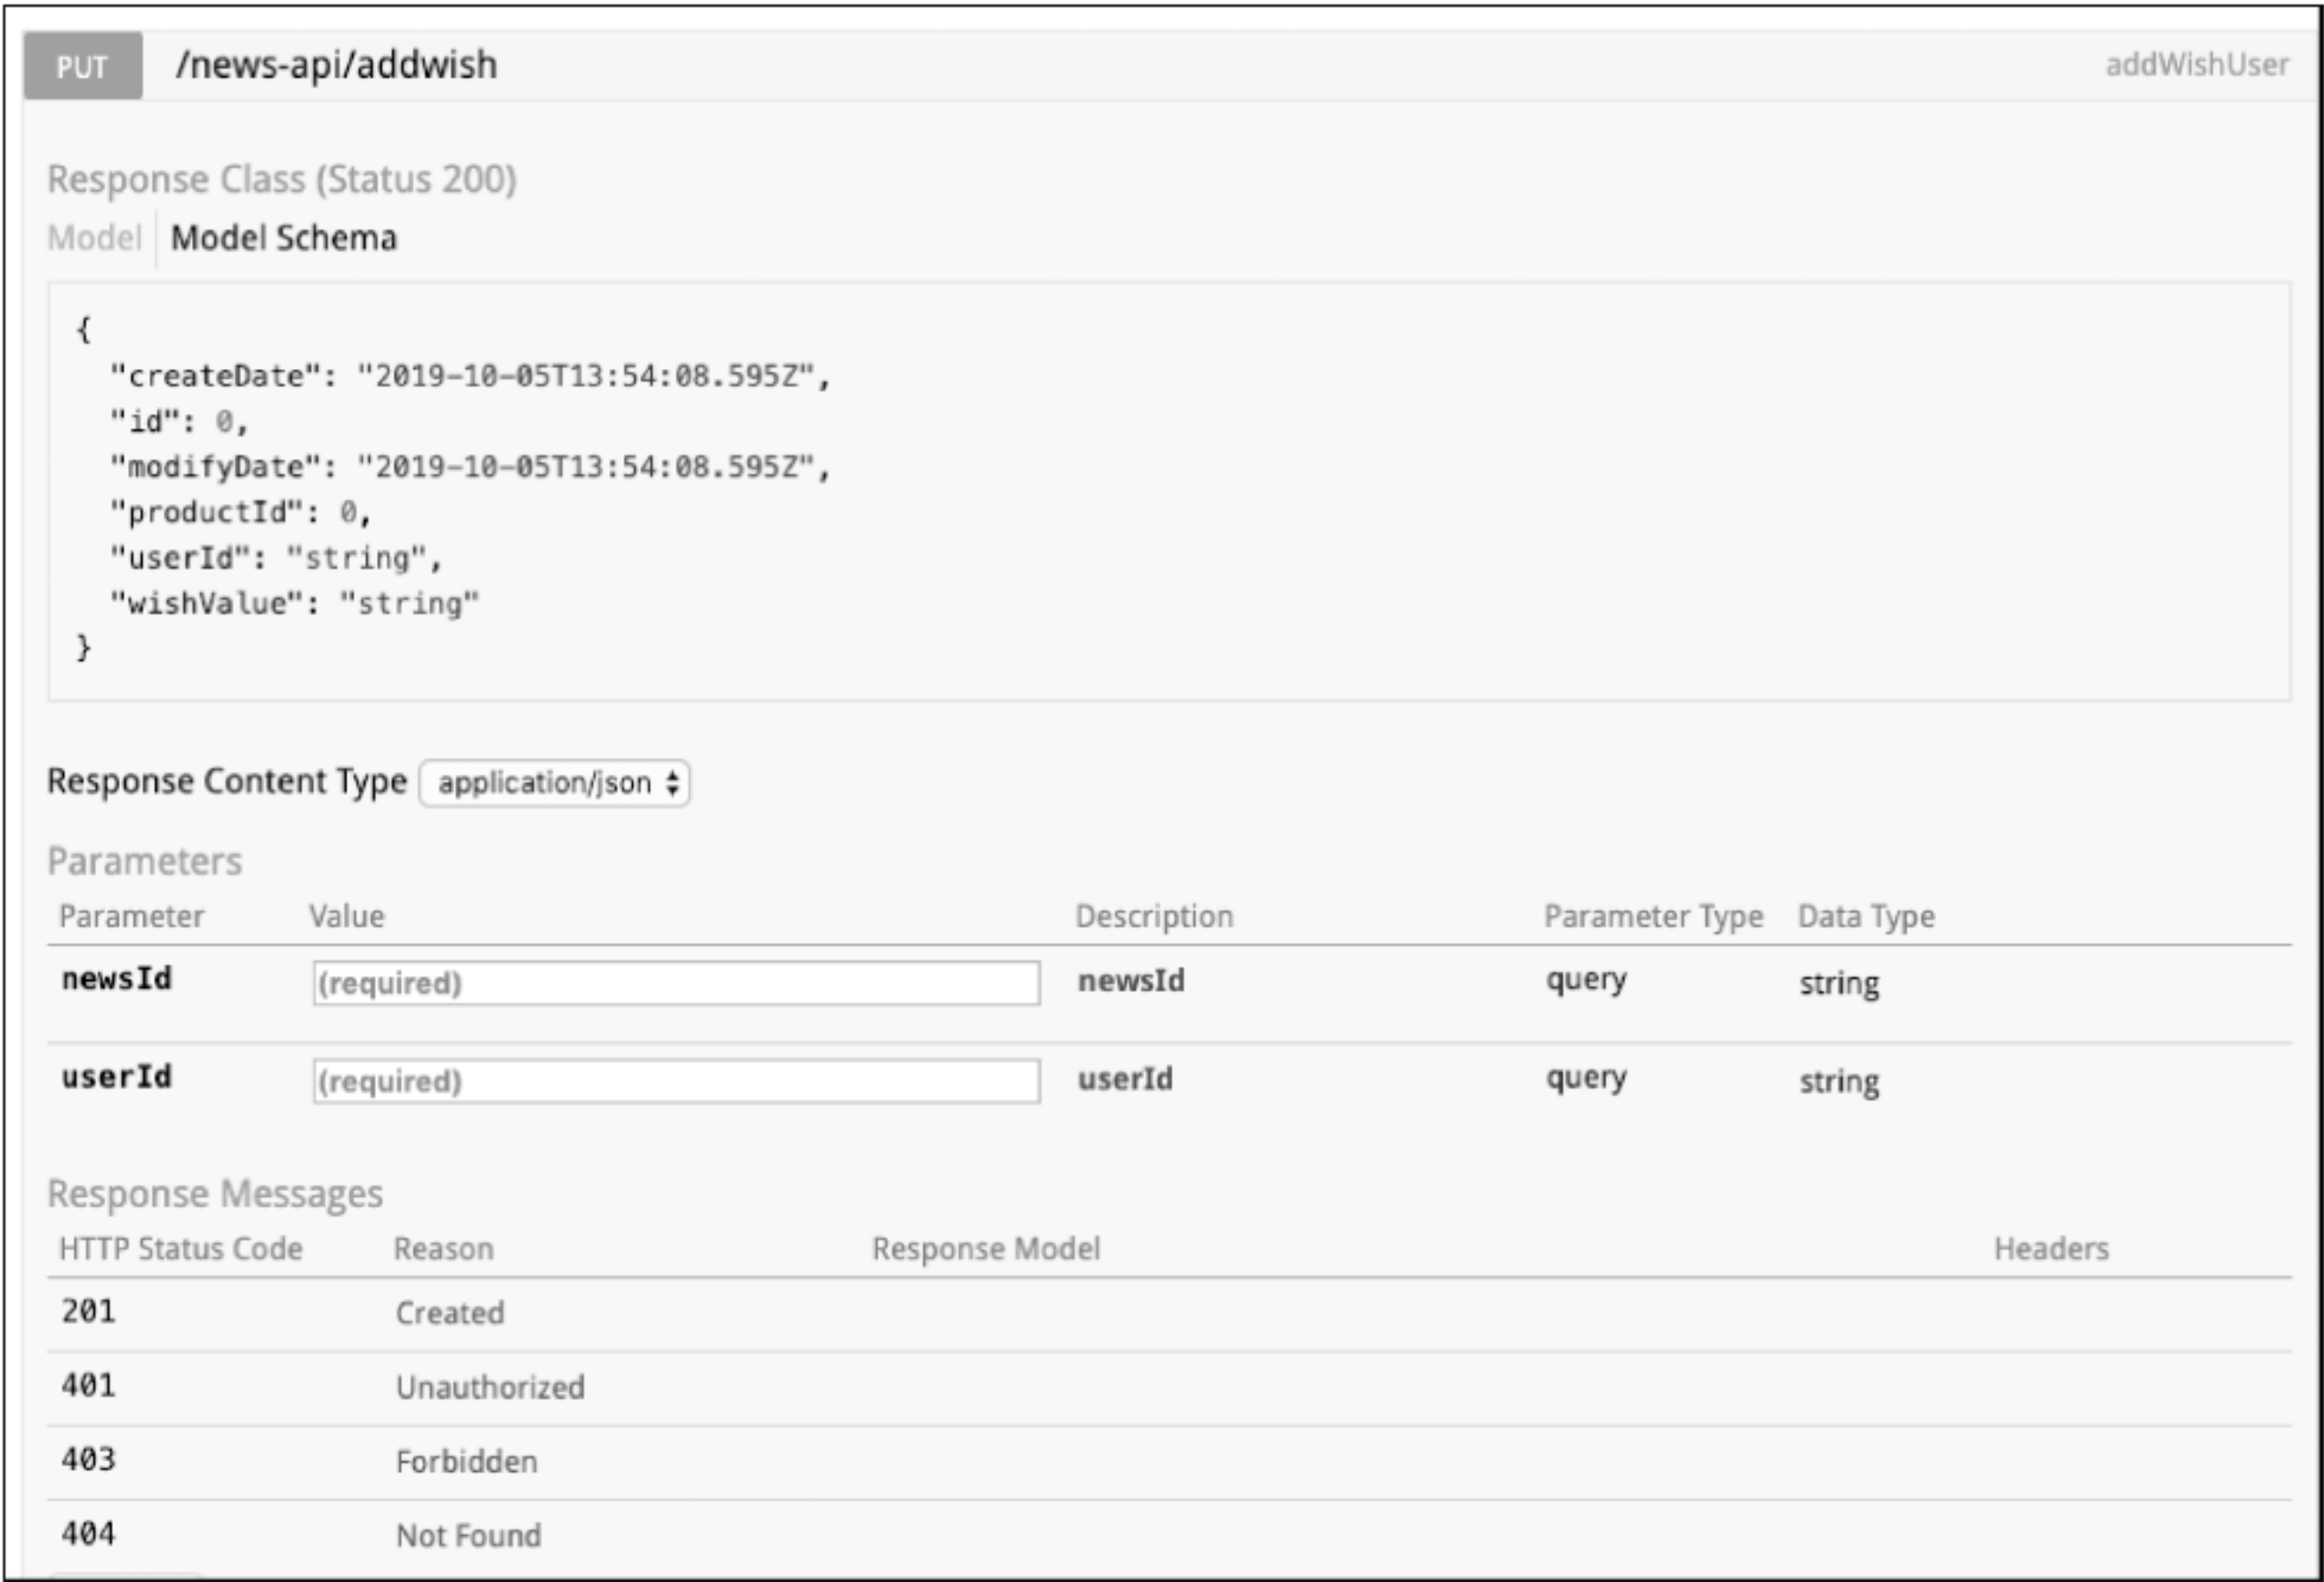 PUT /news-api/addwish addWishUser
Response Class (Status 200)
Model Model Schema
{
"createDate": "2019-10-05T13:54:08.595Z",
"id": 0,
"modifyDate": "2019-10-05T13:54:08.595Z",
"productId": 0,
"userId": "string",
"wishValue": "string"
}
Response Content Type application/json
Parameters
Parameter Value Description Parameter Type Data Type
newsId (required) newsId query string
userId (required) userId query string
Response Messages
HTTP Status Code Reason Response Model Headers
201 Created
401 Unauthorized
403 Forbidden
404 Not Found